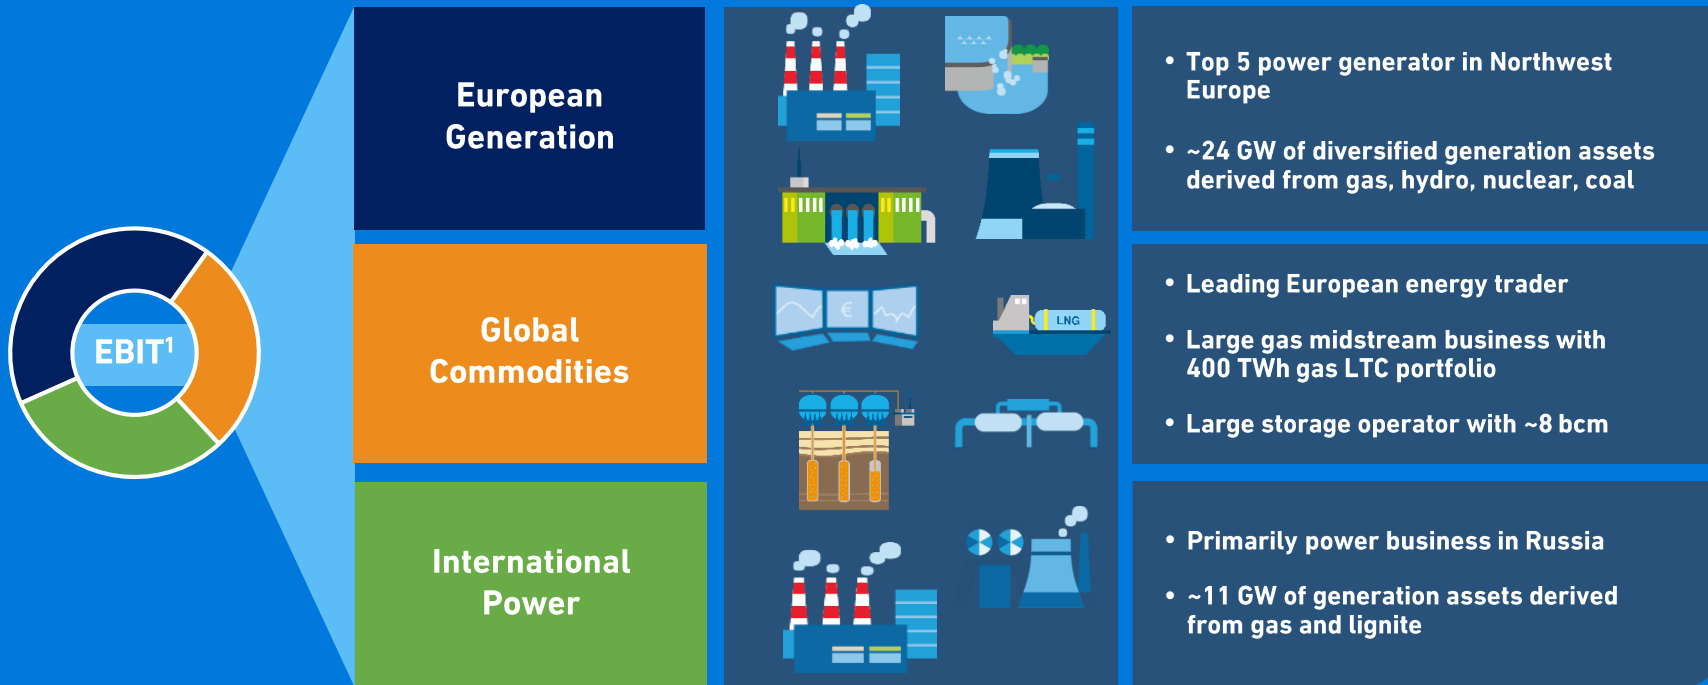 EBIT¹
European
Generation
• Top 5 power generator in Northwest
Europe
• ~24 GW of diversified generation assets
derived from gas, hydro, nuclear, coal
Global
Commodities
€
LNG
• Leading European energy trader
• Large gas midstream business with
400 TWh gas LTC portfolio
• Large storage operator with ~8 bcm
International
Power
• Primarily power business in Russia
• ~11 GW of generation assets derived
from gas and lignite